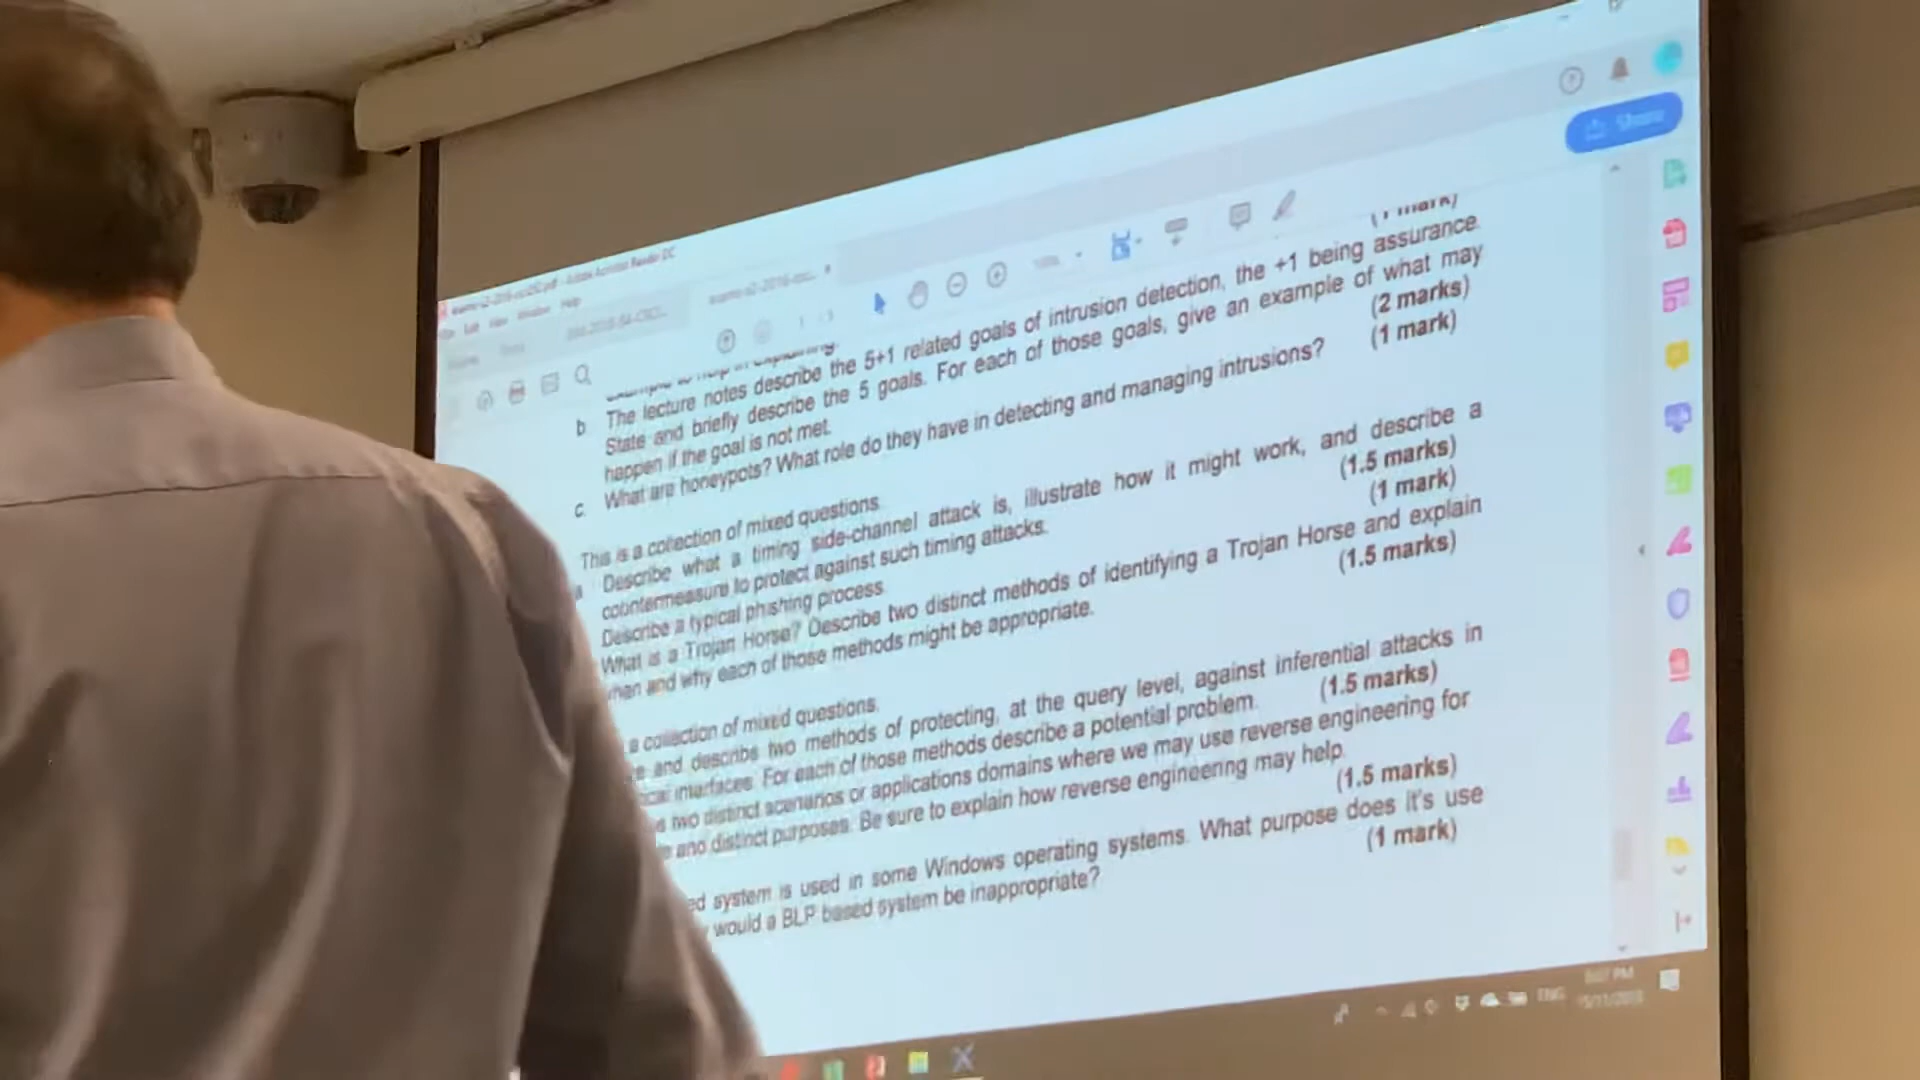 Adobe Acrobat Reader DC
Window Help
Share
(1 mark)
b The lecture notes describe the 5+1 related goals of intrusion detection, the +1 being assurance.
State and briefly describe the 5 goals. For each of those goals, give an example of what may
happen if the goal is not met. (2 marks)
c. What are honeypots? What role do they have in detecting and managing intrusions? (1 mark)
This is a collection of mixed questions.
a Describe what a timing side-channel attack is, illustrate how it might work, and describe a
countermeasure to protect against such timing attacks. (1.5 marks)
Describe a typical phishing process. (1 mark)
What is a Trojan Horse? Describe two distinct methods of identifying a Trojan Horse and explain
and why each of those methods might be appropriate. (1.5 marks)
a collection of mixed questions.
and describe two methods of protecting, at the query level, against inferential attacks in
interfaces. For each of those methods describe a potential problem. (1.5 marks)
two distinct scenarios or applications domains where we may use reverse engineering for
and distinct purposes. Be sure to explain how reverse engineering may help.
(1.5 marks)
system is used in some Windows operating systems. What purpose does it's use
would a BLP based system be inappropriate? (1 mark)
ENG